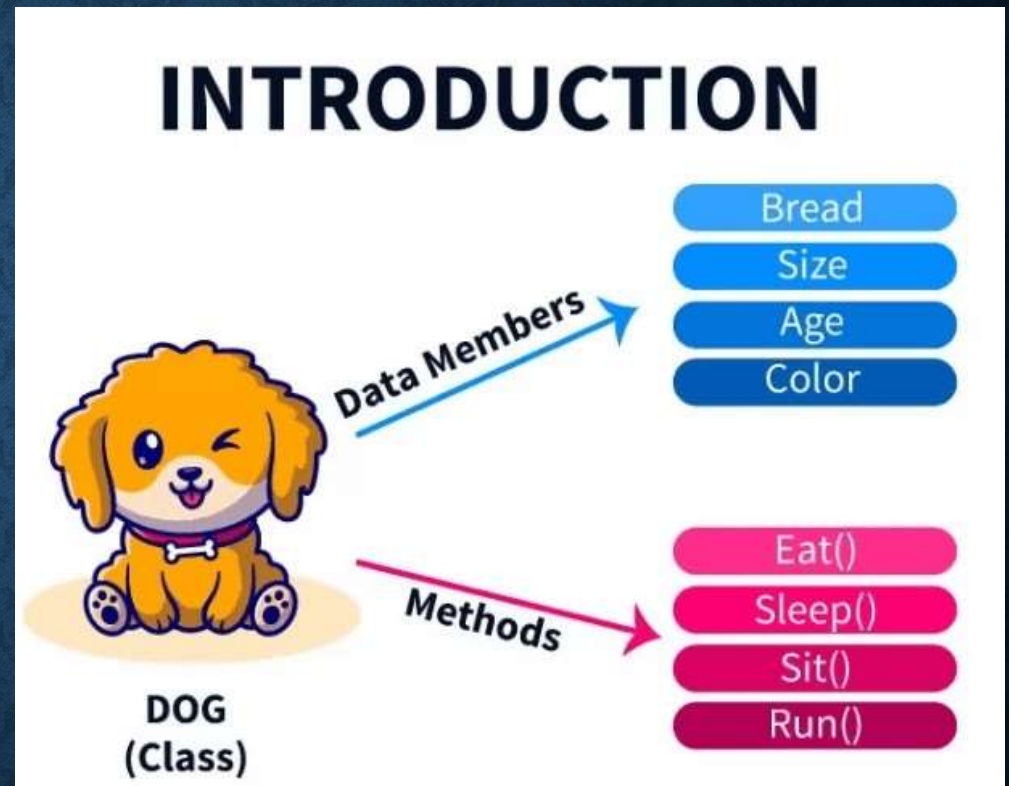 INTRODUCTION
Data Members
Bread
Size
Age
Color
Methods
Eat()
Sleep()
Sit()
Run()
DOG
(Class)